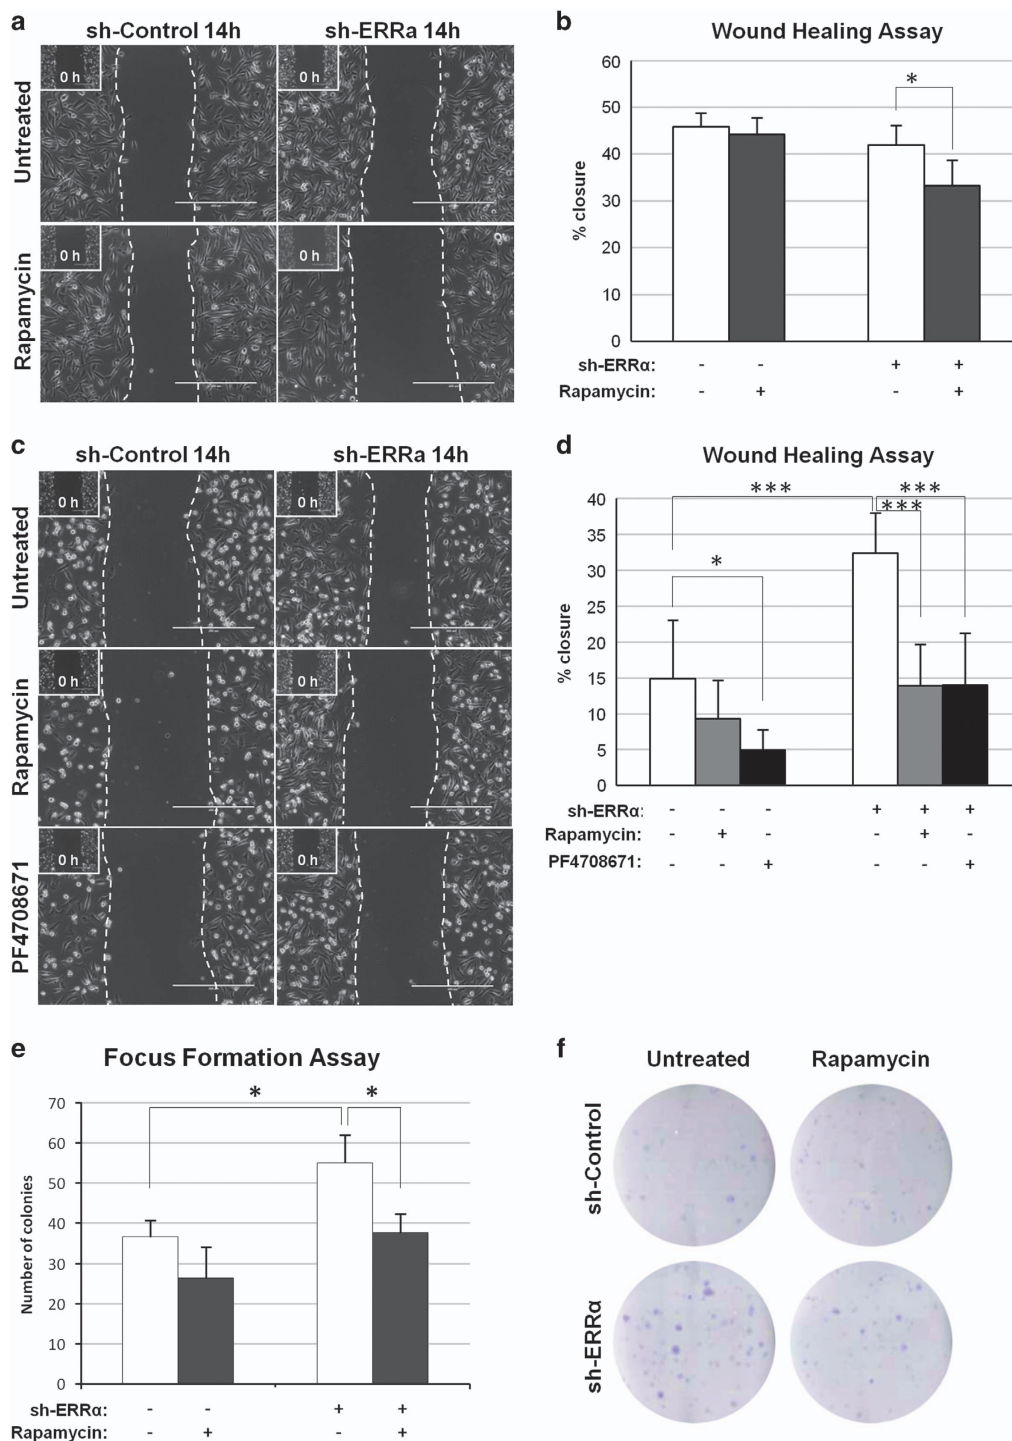 a
sh-Control 14h
sh-ERRa 14h
Untreated
0 h
0 h
Rapamycin
0 h
0 h
b
Wound Healing Assay
% closure
60
50
40
30
20
10
0
*
sh-ERRα: - - + +
Rapamycin: - + - +
c
sh-Control 14h
sh-ERRa 14h
Untreated
0 h
0 h
Rapamycin
0 h
0 h
PF4708671
0 h
0 h
d
Wound Healing Assay
% closure
40
35
30
25
20
15
10
5
0
*
***
***
***
sh-ERRα: - - - + + +
Rapamycin: - + - - + -
PF4708671: - - + - - +
e
Focus Formation Assay
Number of colonies
70
60
50
40
30
20
10
0
* *
sh-ERRα: - - + +
Rapamycin: - + - +
f
Untreated
Rapamycin
sh-Control
sh-ERRα